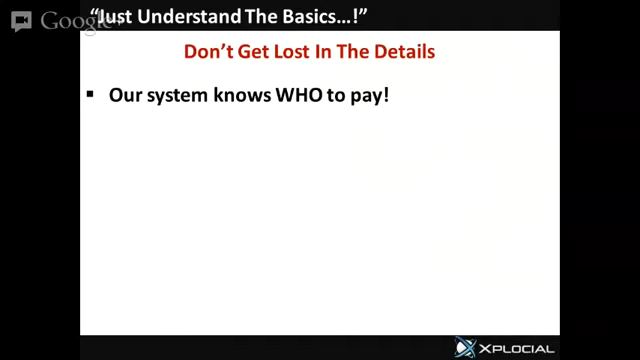 “Just Understand The Basics…!”
Google+
Don’t Get Lost In The Details
▪ Our system knows WHO to pay!
XPLOCIAL